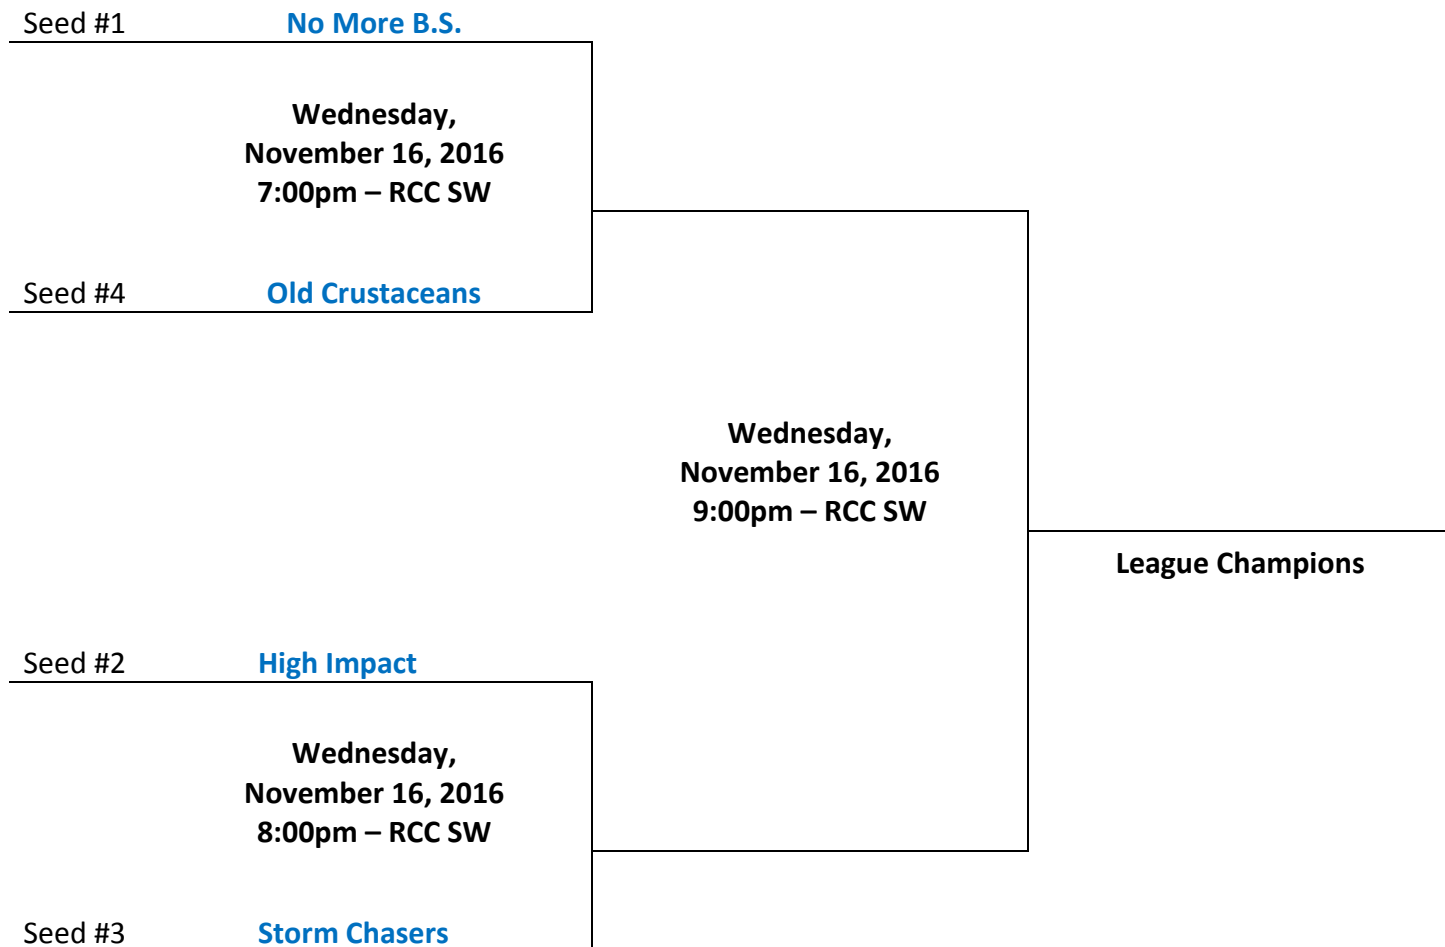 Seed #1 No More B.S.
Wednesday,
November 16, 2016
7:00pm – RCC SW
Seed #4 Old Crustaceans
Wednesday,
November 16, 2016
9:00pm – RCC SW
League Champions
Seed #2 High Impact
Wednesday,
November 16, 2016
8:00pm – RCC SW
Seed #3 Storm Chasers